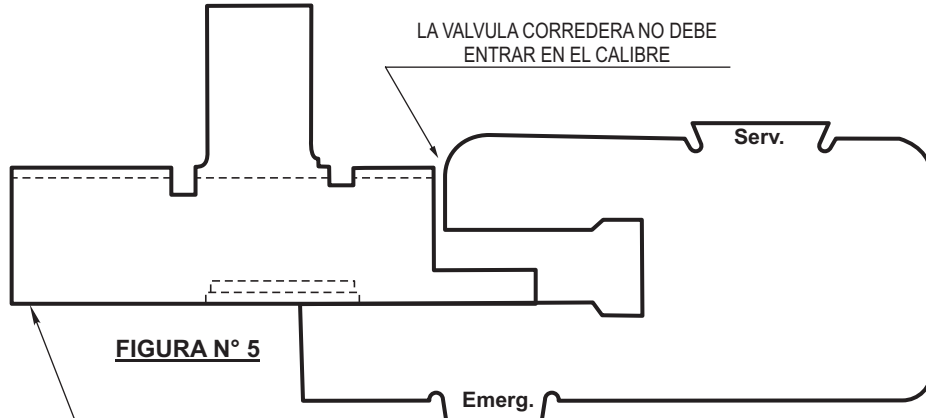 LA VALVULA CORREDERA NO DEBE
ENTRAR EN EL CALIBRE
Serv.
FIGURA N° 5
Emerg.